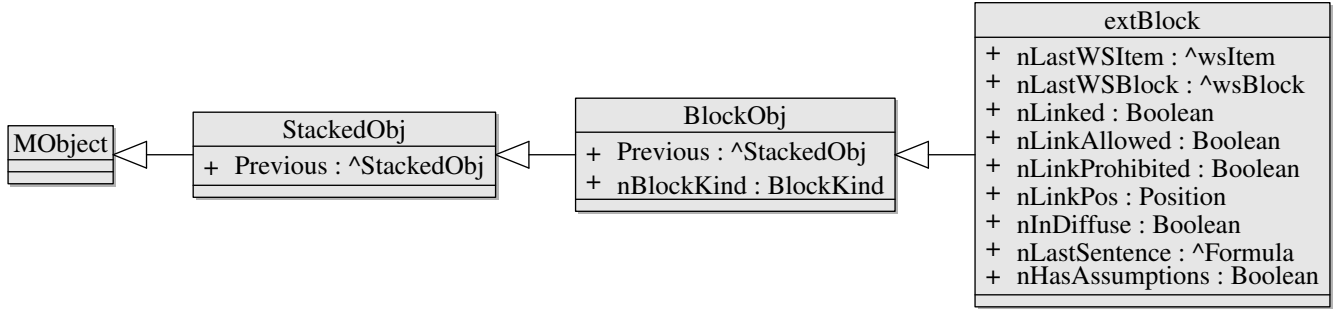 MObject
StackedObj
+ Previous : ^StackedObj
BlockObj
+ Previous : ^StackedObj
+ nBlockKind : BlockKind
extBlock
+ nLastWSItem : ^wsItem
+ nLastWSBlock : ^wsBlock
+ nLinked : Boolean
+ nLinkAllowed : Boolean
+ nLinkProhibited : Boolean
+ nLinkPos : Position
+ nInDiffuse : Boolean
+ nLastSentence : ^Formula
+ nHasAssumptions : Boolean